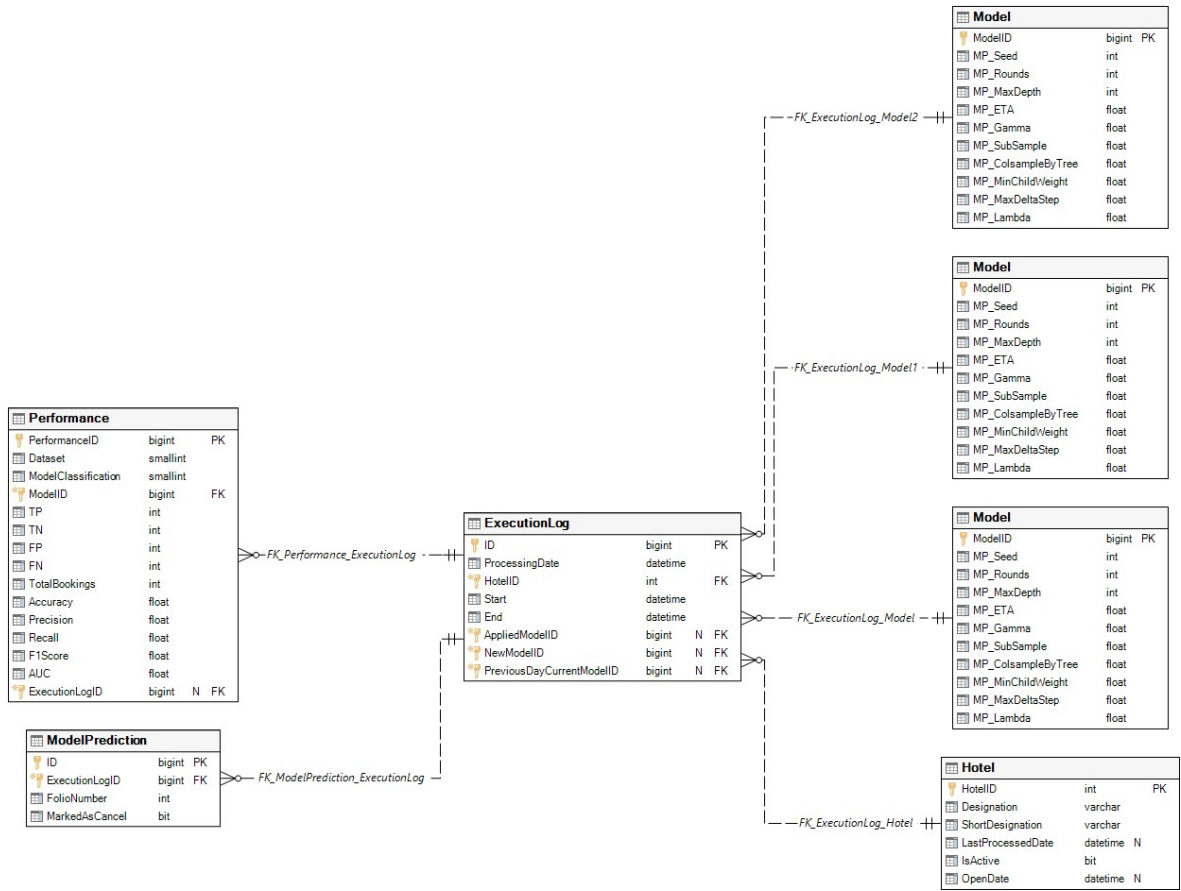 Model
ModelID bigint PK
MP_Seed int
MP_Rounds int
MP_MaxDepth int
MP_ETA float
MP_Gamma float
MP_SubSample float
MP_ColsampleByTree float
MP_MinChildWeight float
MP_MaxDeltaStep float
MP_Lambda float
FK_ExecutionLog_Model2
Model
ModelID bigint PK
MP_Seed int
MP_Rounds int
MP_MaxDepth int
MP_ETA float
MP_Gamma float
MP_SubSample float
MP_ColsampleByTree float
MP_MinChildWeight float
MP_MaxDeltaStep float
MP_Lambda float
FK_ExecutionLog_Model1
Performance
PerformanceID bigint PK
Dataset smallint
ModelClassification smallint
ModelID bigint FK
TP int
TN int
FP int
FN int
TotalBookings int
Accuracy float
Precision float
Recall float
F1Score float
AUC float
ExecutionLogID bigint N FK
FK_Performance_ExecutionLog
ExecutionLog
ID bigint PK
ProcessingDate datetime
HotelID int FK
Start datetime
End datetime
AppliedModelID bigint N FK
NewModelID bigint N FK
PreviousDayCurrentModelID bigint N FK
Model
ModelID bigint PK
MP_Seed int
MP_Rounds int
MP_MaxDepth int
MP_ETA float
MP_Gamma float
MP_SubSample float
MP_ColsampleByTree float
MP_MinChildWeight float
MP_MaxDeltaStep float
MP_Lambda float
FK_ExecutionLog_Model
ModelPrediction
ID bigint PK
ExecutionLogID bigint FK
FolioNumber int
MarkedAsCancel bit
FK_ModelPrediction_ExecutionLog
Hotel
HotelID int PK
Designation varchar
ShortDesignation varchar
LastProcessedDate datetime N
IsActive bit
OpenDate datetime N
FK_ExecutionLog_Hotel